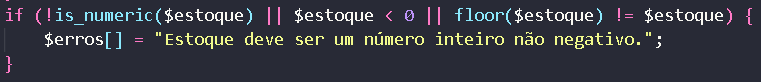 if (!is_numeric($estoque) || $estoque < 0 || floor($estoque) != $estoque) {
    $erros[] = "Estoque deve ser um número inteiro não negativo.";
}